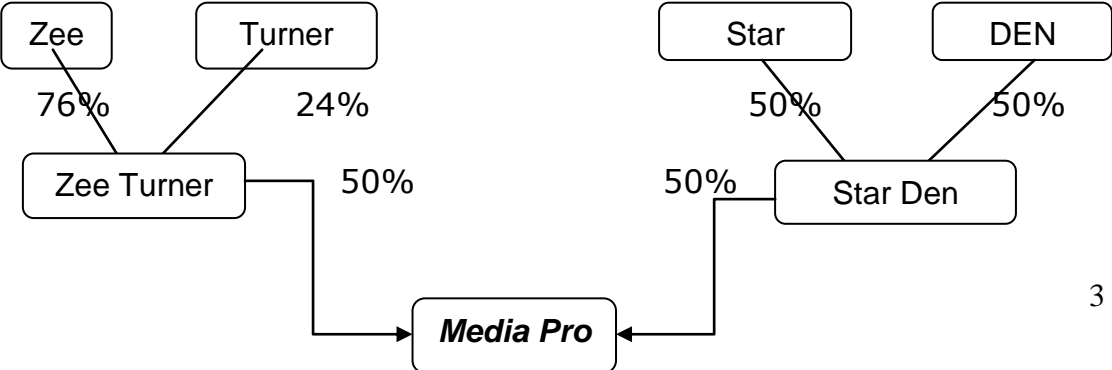 Zee Turner Star DEN
76% 24% 50% 50%
Zee Turner 50% 50% Star Den
3
Media Pro